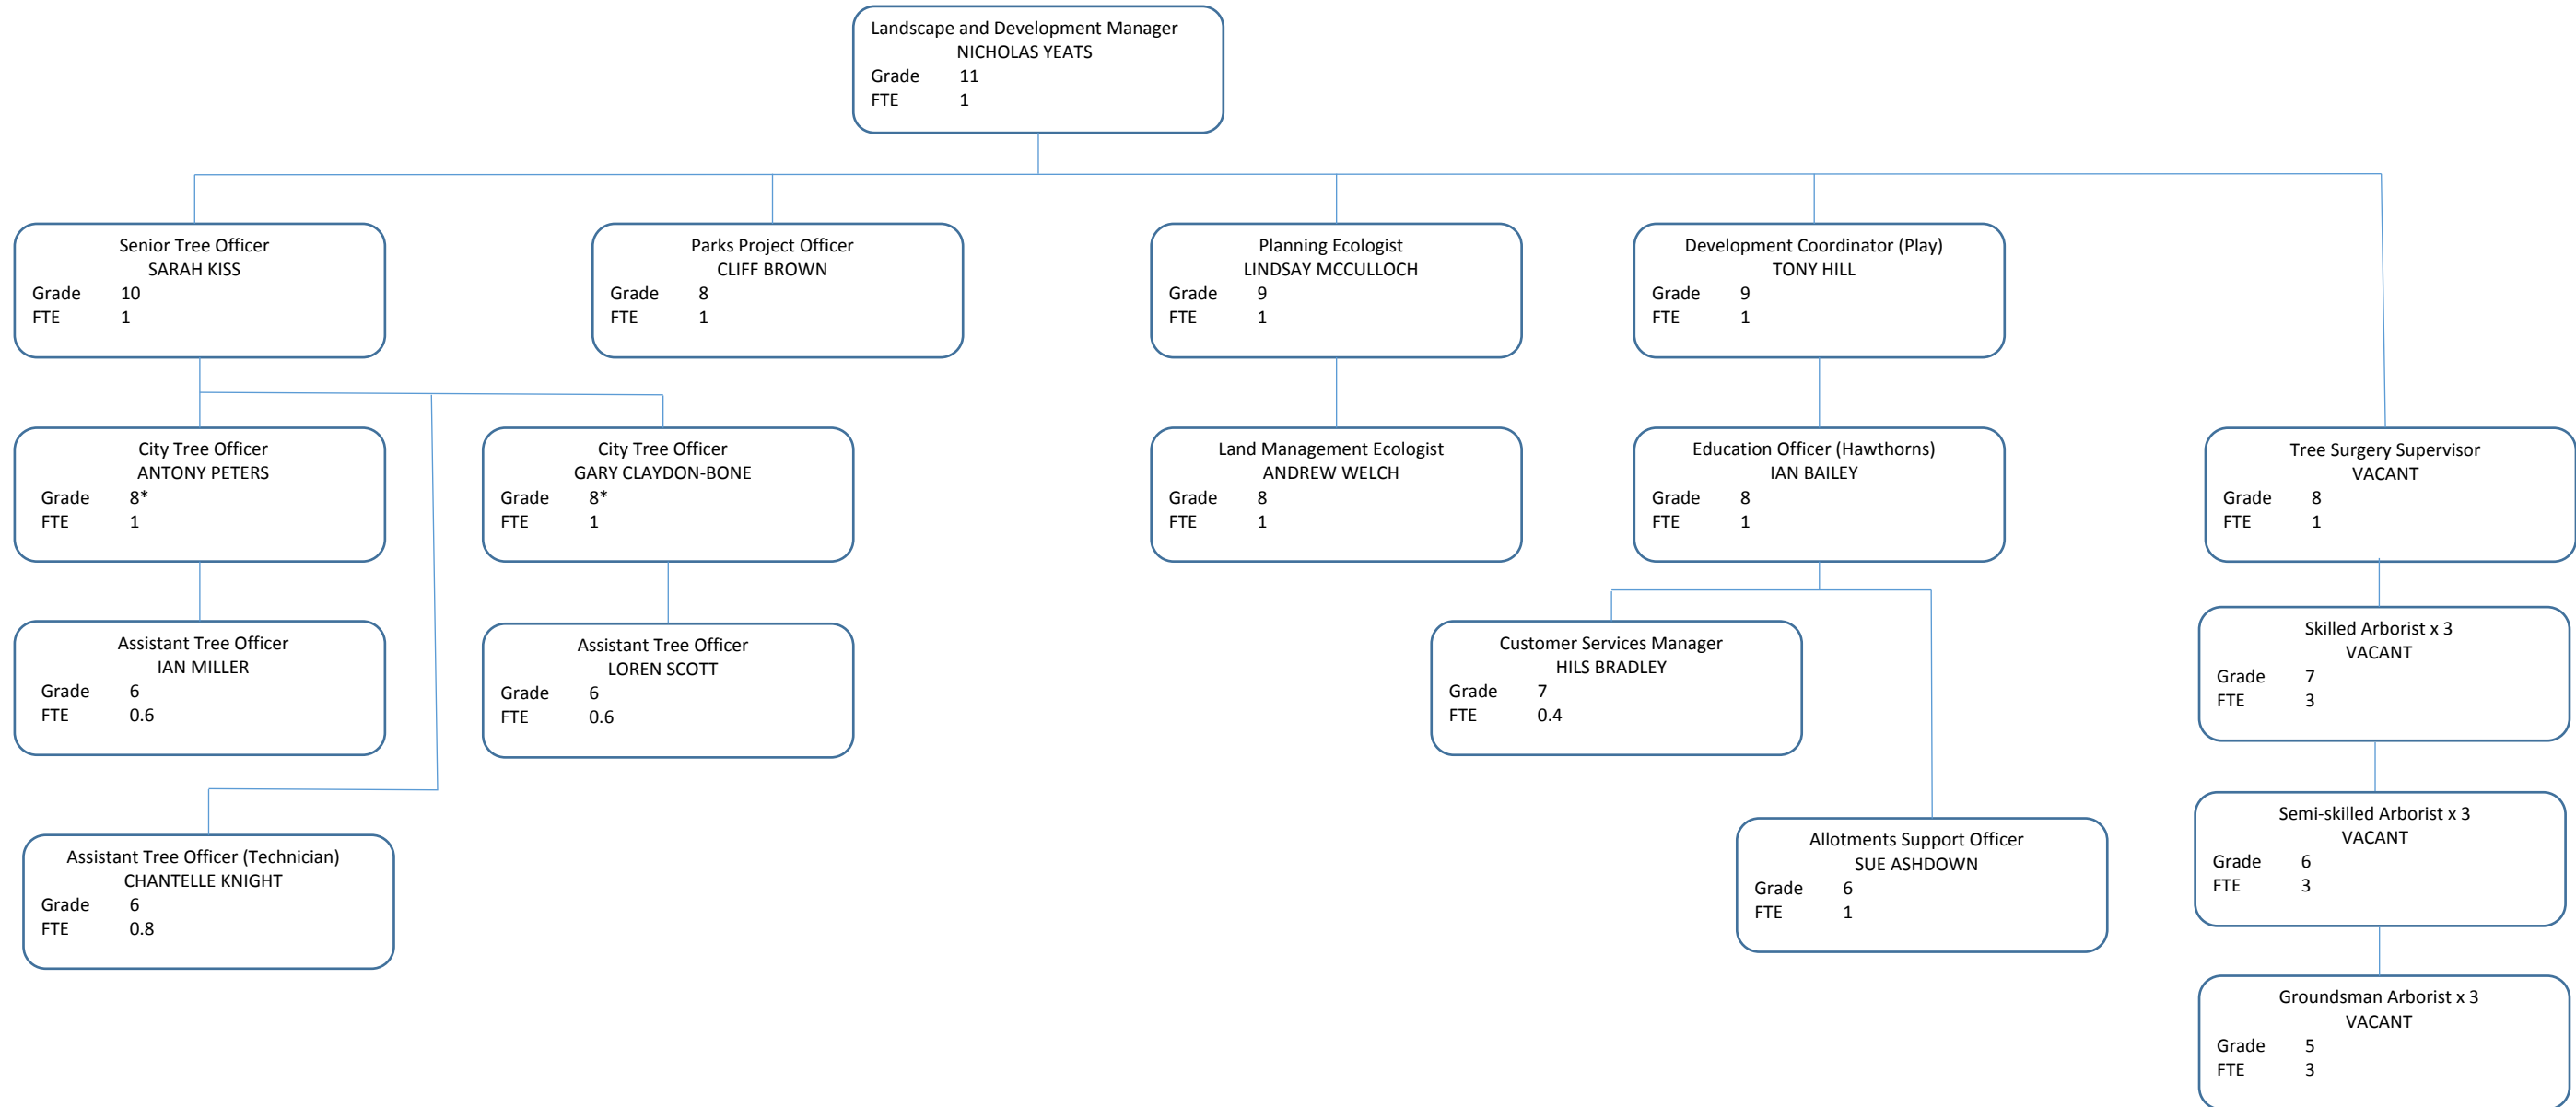 Landscape and Development Manager
NICHOLAS YEATS
Grade 11
FTE 1
Senior Tree Officer
SARAH KISS
Grade 10
FTE 1
Parks Project Officer
CLIFF BROWN
Grade 8
FTE 1
Planning Ecologist
LINDSAY MCCULLOCH
Grade 9
FTE 1
Development Coordinator (Play)
TONY HILL
Grade 9
FTE 1
City Tree Officer
ANTONY PETERS
Grade 8*
FTE 1
City Tree Officer
GARY CLAYDON-BONE
Grade 8*
FTE 1
Land Management Ecologist
ANDREW WELCH
Grade 8
FTE 1
Education Officer (Hawthorns)
IAN BAILEY
Grade 8
FTE 1
Tree Surgery Supervisor
VACANT
Grade 8
FTE 1
Assistant Tree Officer
IAN MILLER
Grade 6
FTE 0.6
Assistant Tree Officer
LOREN SCOTT
Grade 6
FTE 0.6
Customer Services Manager
HILS BRADLEY
Grade 7
FTE 0.4
Skilled Arborist x 3
VACANT
Grade 7
FTE 3
Assistant Tree Officer (Technician)
CHANTELLE KNIGHT
Grade 6
FTE 0.8
Allotments Support Officer
SUE ASHDOWN
Grade 6
FTE 1
Semi-skilled Arborist x 3
VACANT
Grade 6
FTE 3
Groundsman Arborist x 3
VACANT
Grade 5
FTE 3